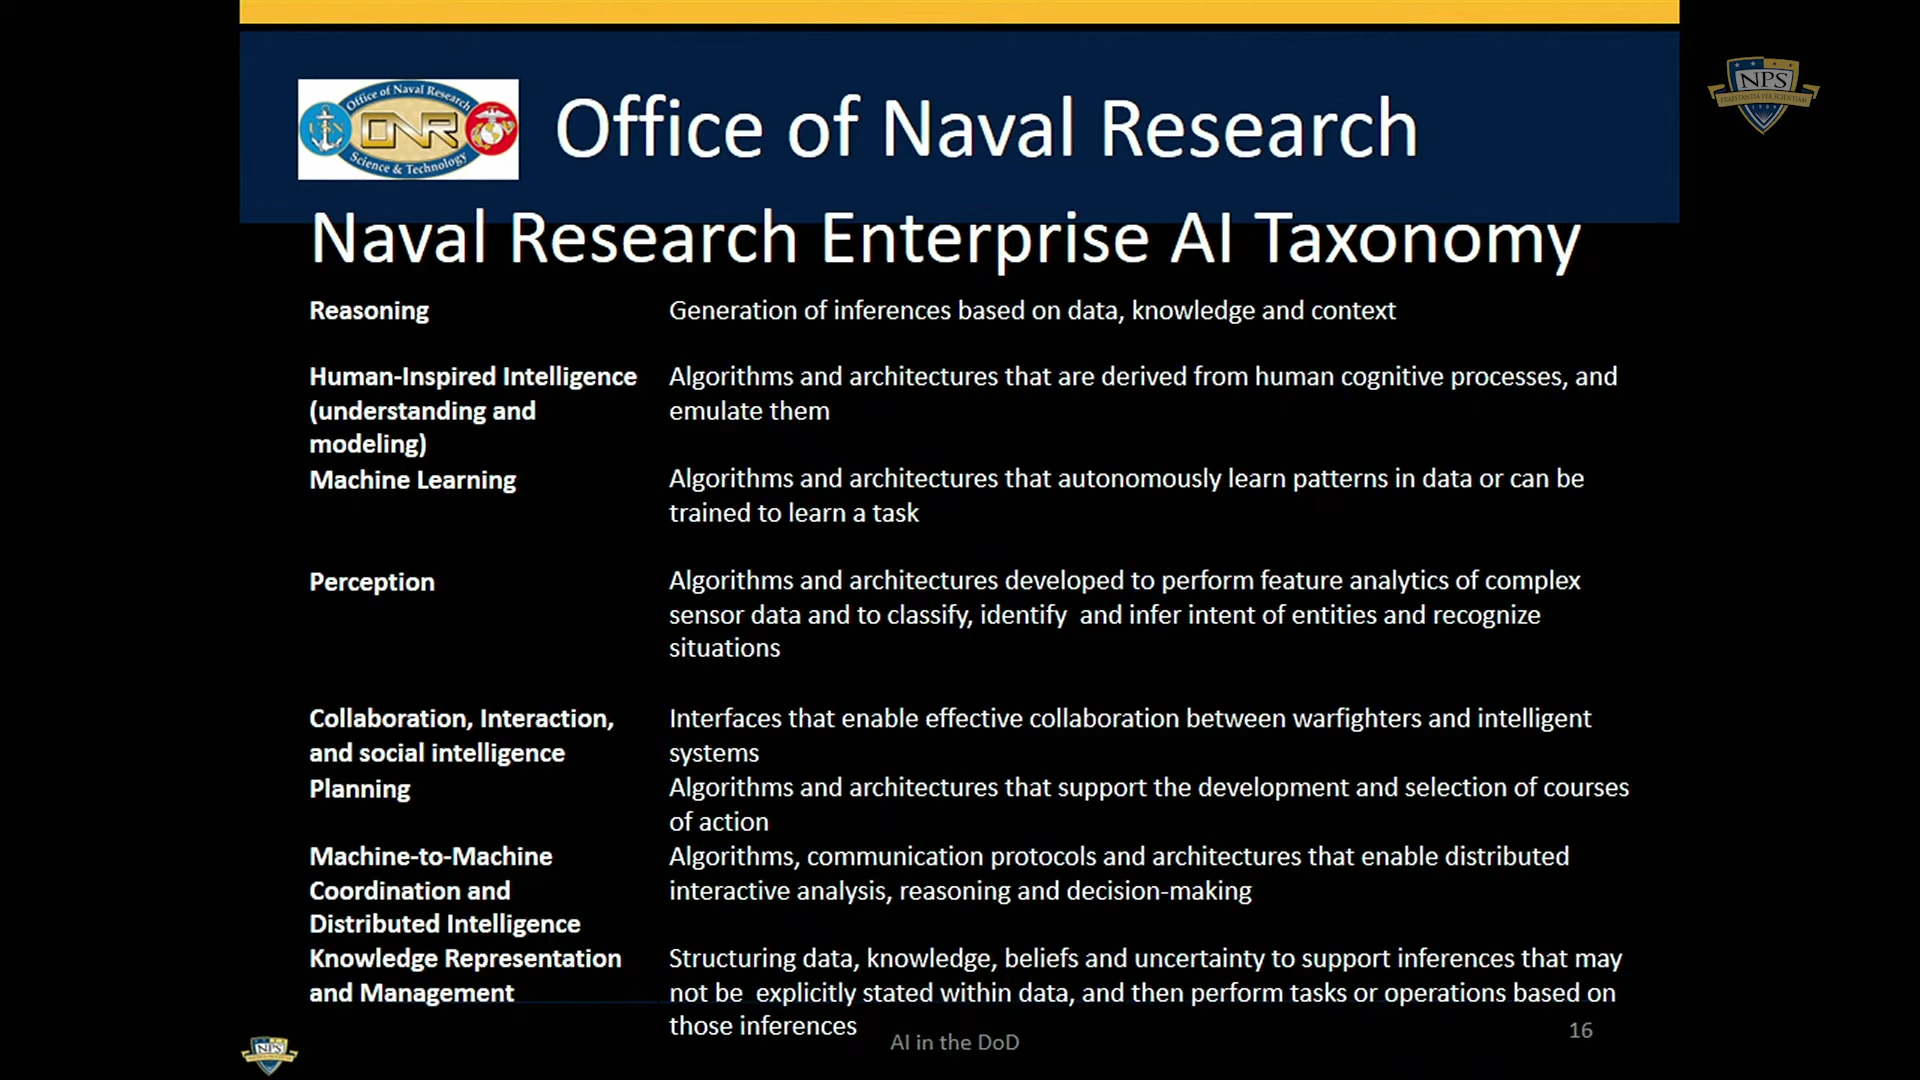 Office of Naval Research
ONR
Science & Technology
Office of Naval Research
NPS
PRAESTANTIA PER SCIENTIAM
Naval Research Enterprise AI Taxonomy
Reasoning
Generation of inferences based on data, knowledge and context
Human-Inspired Intelligence
(understanding and
modeling)
Algorithms and architectures that are derived from human cognitive processes, and
emulate them
Machine Learning
Algorithms and architectures that autonomously learn patterns in data or can be
trained to learn a task
Perception
Algorithms and architectures developed to perform feature analytics of complex
sensor data and to classify, identify  and infer intent of entities and recognize
situations
Collaboration, Interaction,
and social intelligence
Interfaces that enable effective collaboration between warfighters and intelligent
systems
Planning
Algorithms and architectures that support the development and selection of courses
of action
Machine-to-Machine
Coordination and
Distributed Intelligence
Algorithms, communication protocols and architectures that enable distributed
interactive analysis, reasoning and decision-making
Knowledge Representation
and Management
Structuring data, knowledge, beliefs and uncertainty to support inferences that may
not be  explicitly stated within data, and then perform tasks or operations based on
those inferences
NPS
AI in the DoD
16